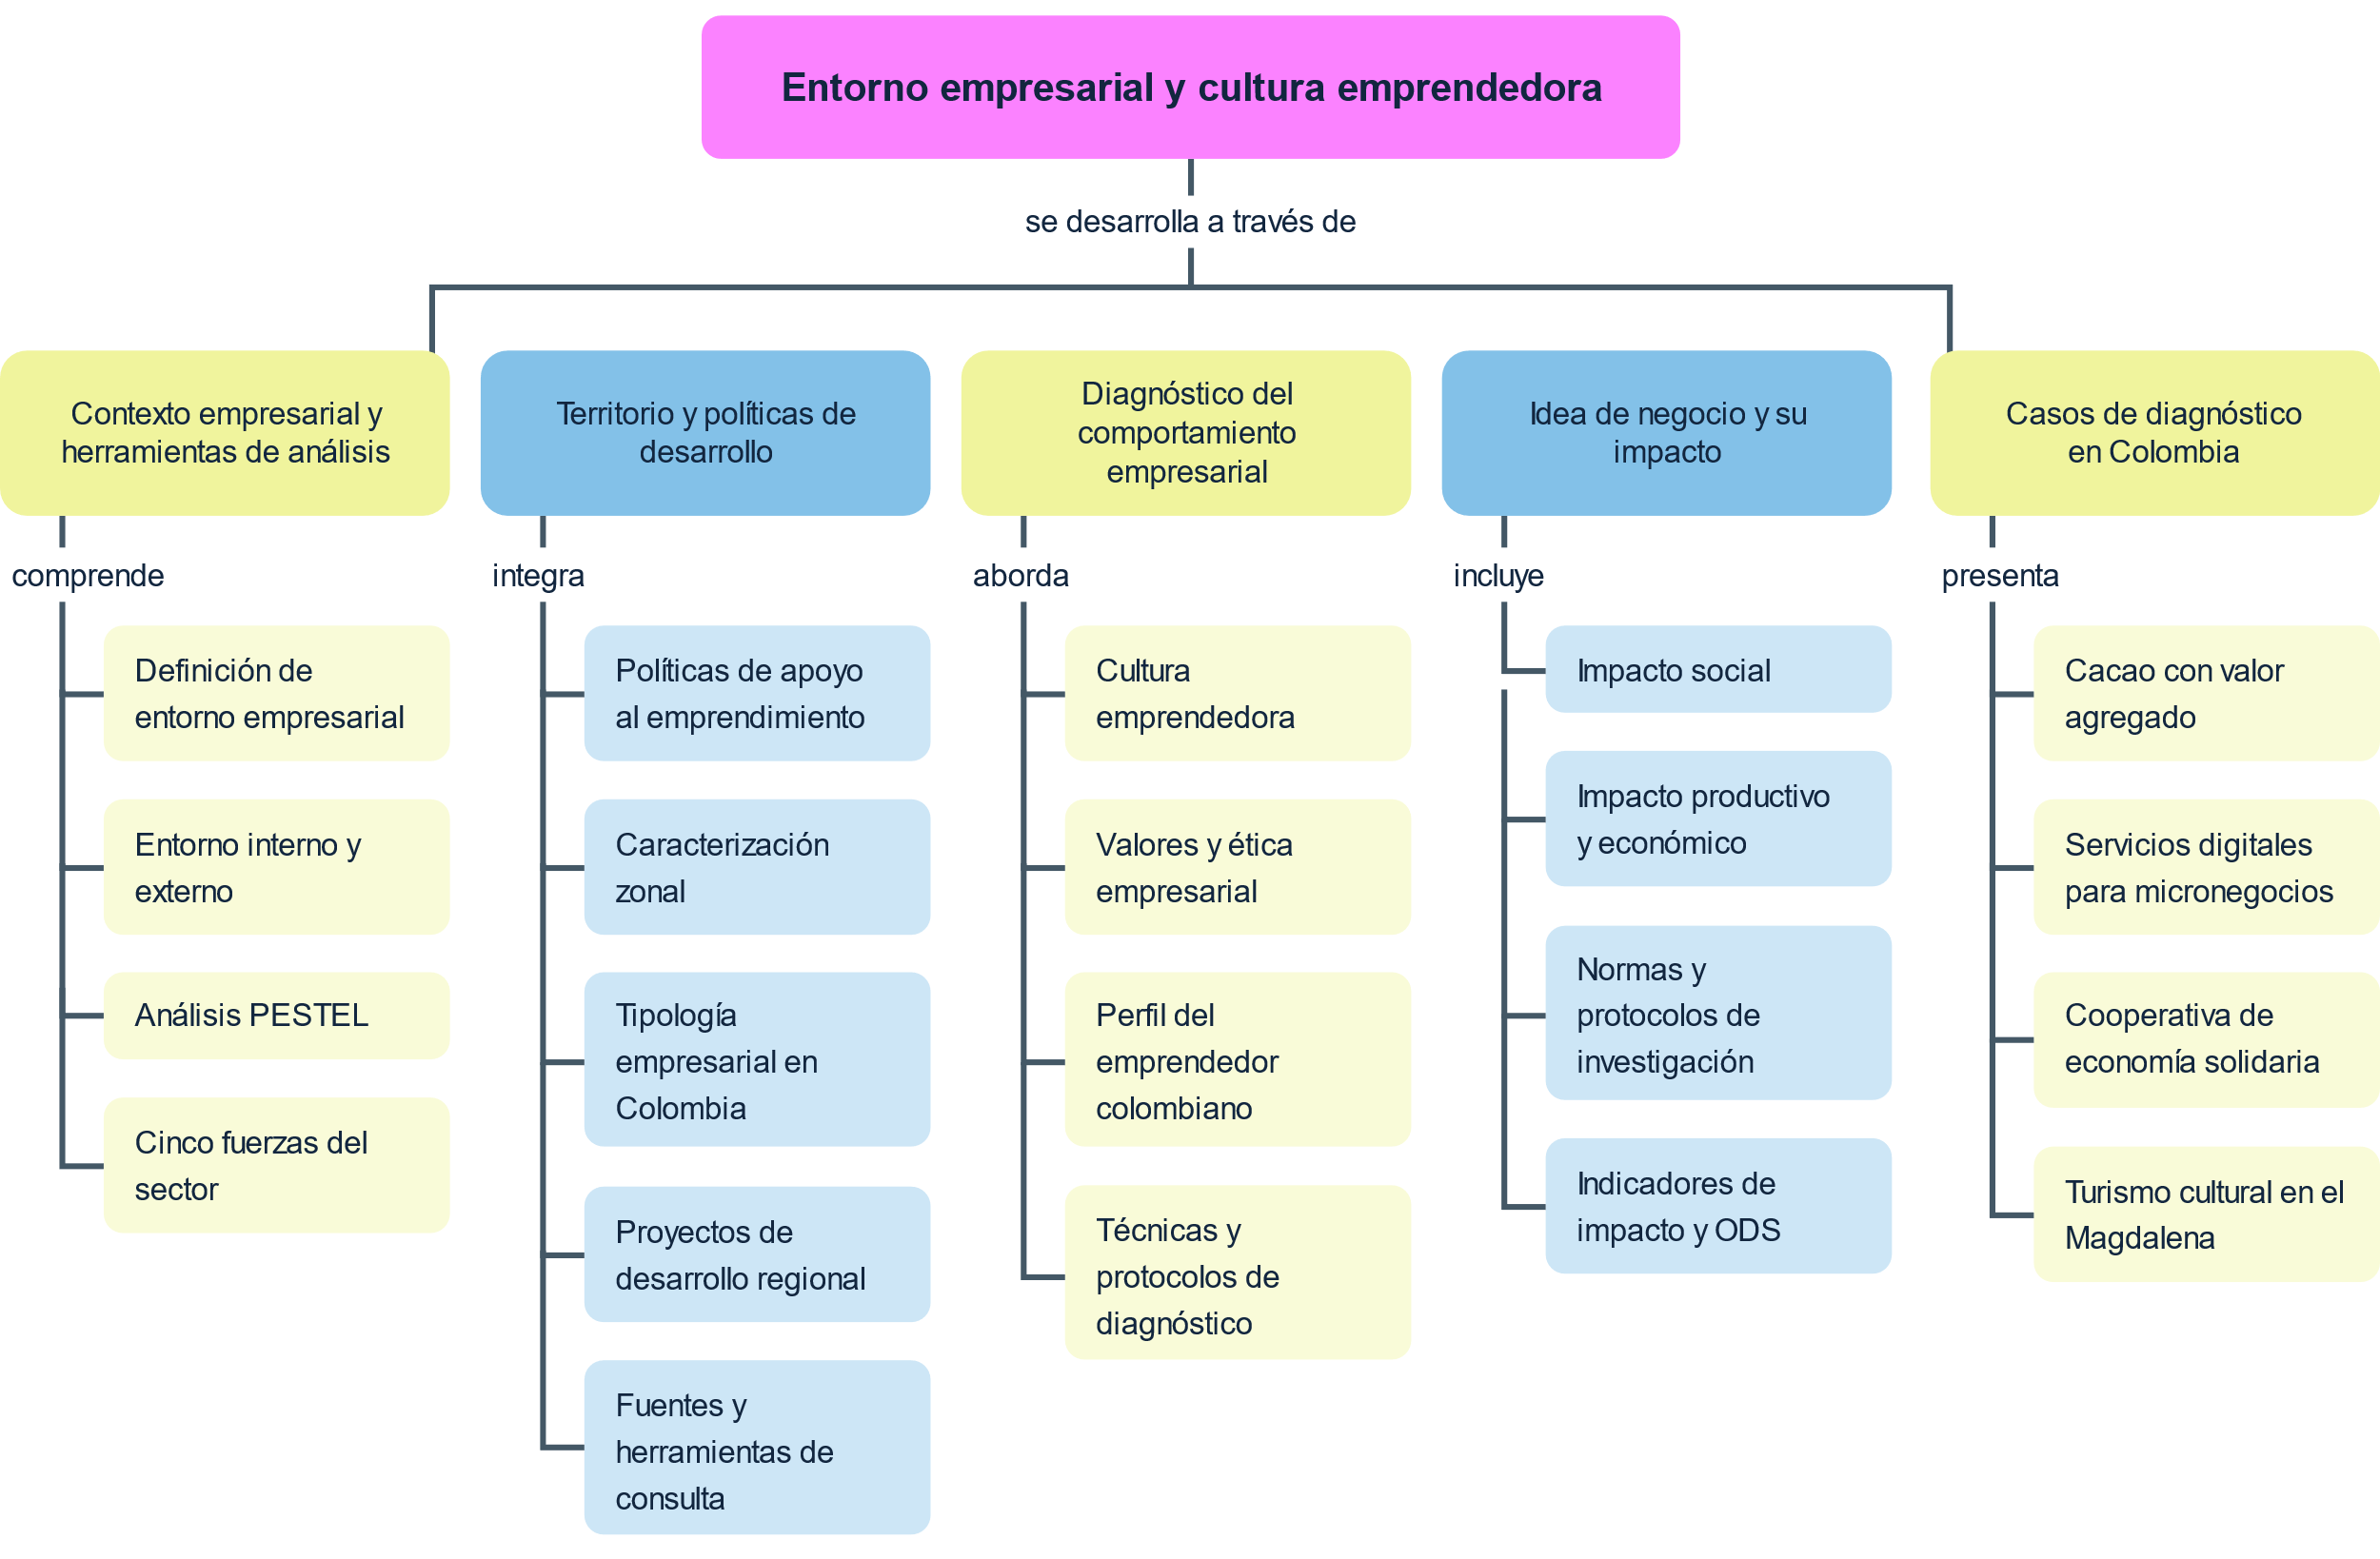 Entorno empresarial y cultura emprendedora
se desarrolla a través de
Contexto empresarial y
herramientas de análisis
comprende
Definición de
entorno empresarial
Entorno interno y
externo
Análisis PESTEL
Cinco fuerzas del
sector
Territorio y políticas de
desarrollo
integra
Políticas de apoyo
al emprendimiento
Caracterización
zonal
Tipología
empresarial en
Colombia
Proyectos de
desarrollo regional
Fuentes y
herramientas de
consulta
Diagnóstico del
comportamiento
empresarial
aborda
Cultura
emprendedora
Valores y ética
empresarial
Perfil del
emprendedor
colombiano
Técnicas y
protocolos de
diagnóstico
Idea de negocio y su
impacto
incluye
Impacto social
Impacto productivo
y económico
Normas y
protocolos de
investigación
Indicadores de
impacto y ODS
Casos de diagnóstico
en Colombia
presenta
Cacao con valor
agregado
Servicios digitales
para micronegocios
Cooperativa de
economía solidaria
Turismo cultural en el
Magdalena